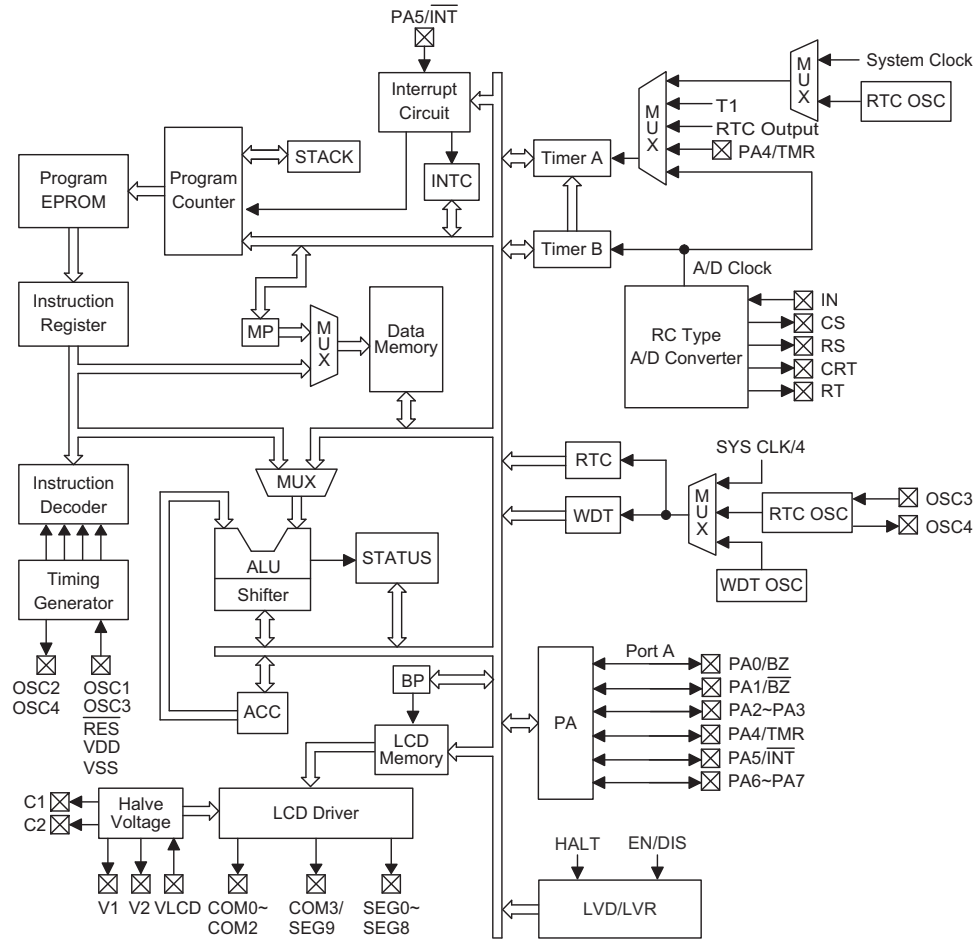 PA5/INT
Interrupt
Circuit
STACK
Program
EPROM
Program
Counter
INTC
Instruction
Register
MP
MUX
Data
Memory
MUX
Instruction
Decoder
ALU
Shifter
STATUS
Timing
Generator
OSC2
OSC4
OSC1
OSC3
RES
VDD
VSS
ACC
BP
LCD
Memory
C1
C2
Halve
Voltage
LCD Driver
V1
V2
VLCD
COM0~
COM2
COM3/
SEG9
SEG0~
SEG8
System Clock
MUX
RTC OSC
MUX
T1
RTC Output
PA4/TMR
Timer A
Timer B
A/D Clock
RC Type
A/D Converter
IN
CS
RS
CRT
RT
SYS CLK/4
RTC
WDT
MUX
RTC OSC
OSC3
OSC4
WDT OSC
PA
Port A
PA0/BZ
PA1/BZ
PA2~PA3
PA4/TMR
PA5/INT
PA6~PA7
HALT
EN/DIS
LVD/LVR